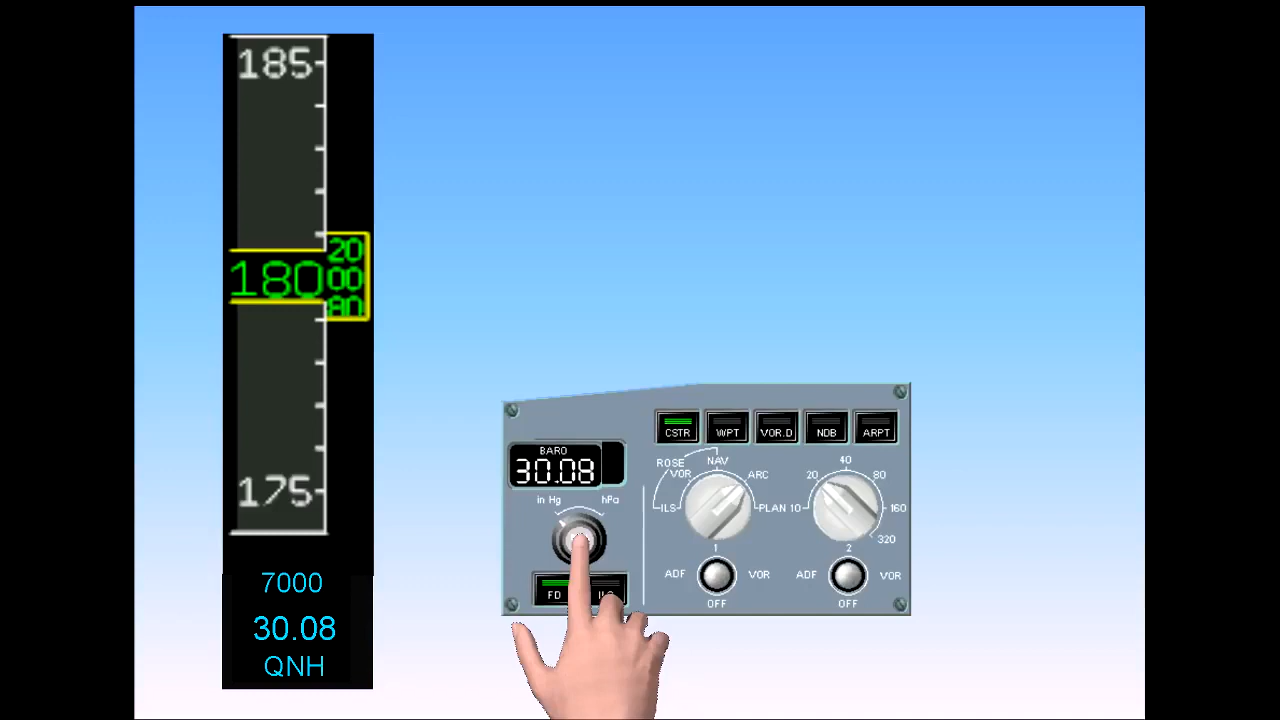 185
20
180 00
80
175
7000
30.08
QNH
CSTR WPT VOR.D NDB ARPT
BARO
30.08
in Hg hPa
ROSE
VOR
NAV
ARC
ILS
PLAN
40
20 80
10 160
320
FD
1
ADF VOR
OFF
2
ADF VOR
OFF